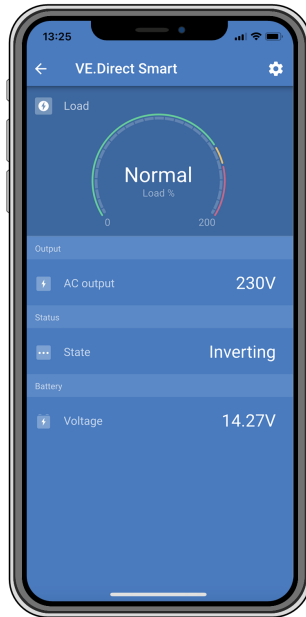 13:25
VE.Direct Smart
Load
Normal
Load %
0
200
Output
AC output
230V
Status
State
Inverting
Battery
Voltage
14.27V